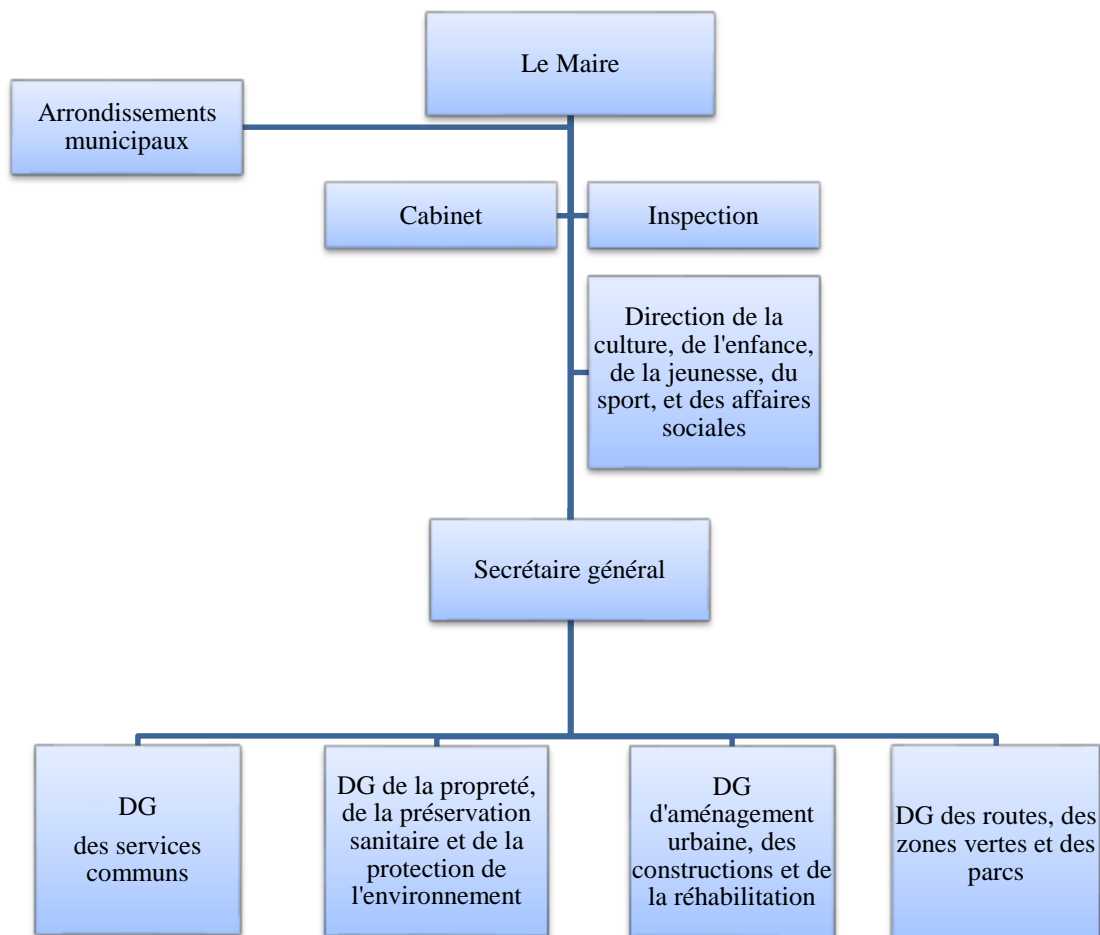 Le Maire
Arrondissements
municipaux
Cabinet
Inspection
Direction de la
culture, de l'enfance,
de la jeunesse, du
sport, et des affaires
sociales
Secrétaire général
DG
des services
communs
DG de la propreté,
de la préservation
sanitaire et de la
protection de
l'environnement
DG
d'aménagement
urbaine, des
constructions et de
la réhabilitation
DG des routes, des
zones vertes et des
parcs